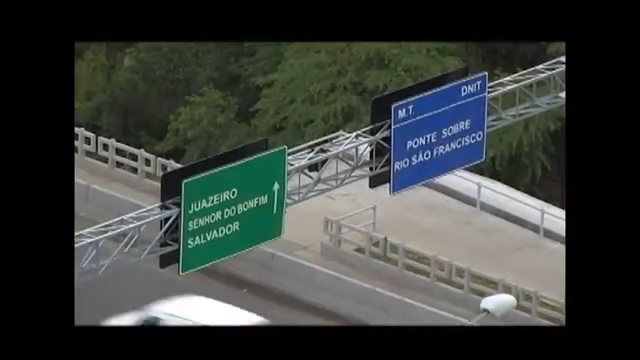 JUAZEIRO
SENHOR DO BONFIM
SALVADOR
M.T. DNIT
PONTE SOBRE
RIO SÃO FRANCISCO